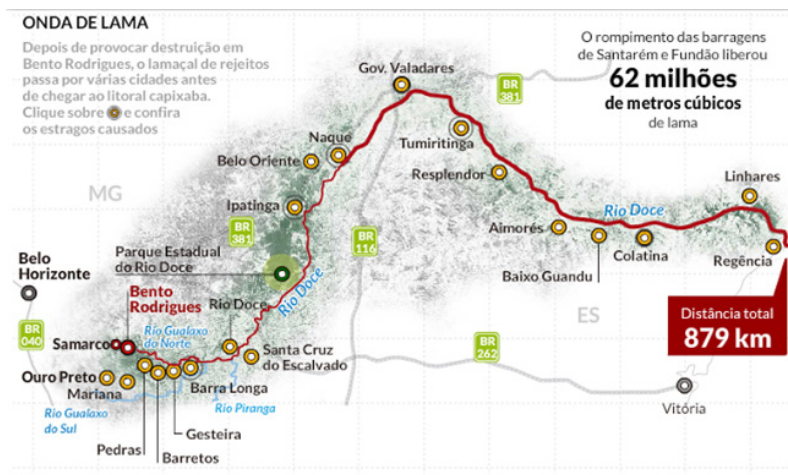 ONDA DE LAMA
Depois de provocar destruição em
Bento Rodrigues, o lamaçal de rejeitos
passa por várias cidades antes
de chegar ao litoral capixaba.
Clique sobre e confira
os estragos causados
O rompimento das barragens
de Santarém e Fundão liberou
62 milhões
de metros cúbicos
de lama
Gov. Valadares
BR
381
Naque
Tumiritinga
Belo Oriente
Resplendor
Linhares
MG
Ipatinga
Rio Doce
BR
381
BR
116
Aimorés
Parque Estadual
do Rio Doce
Colatina
Regência
Belo
Horizonte
Baixo Guandu
Rio Doce
Bento
Rodrigues
Rio Doce
ES
Distância total
879 km
BR
040
Samarco
Rio Gualaxo
do Norte
BR
262
Santa Cruz
do Escalvado
Ouro Preto
Mariana
Barra Longa
Rio Piranga
Vitória
Rio Gualaxo
do Sul
Gesteira
Pedras
Barretos